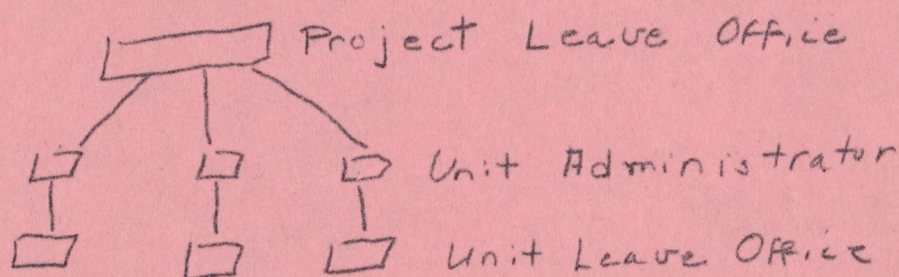 Project Leave Office
Unit Administrator
Unit Leave Office